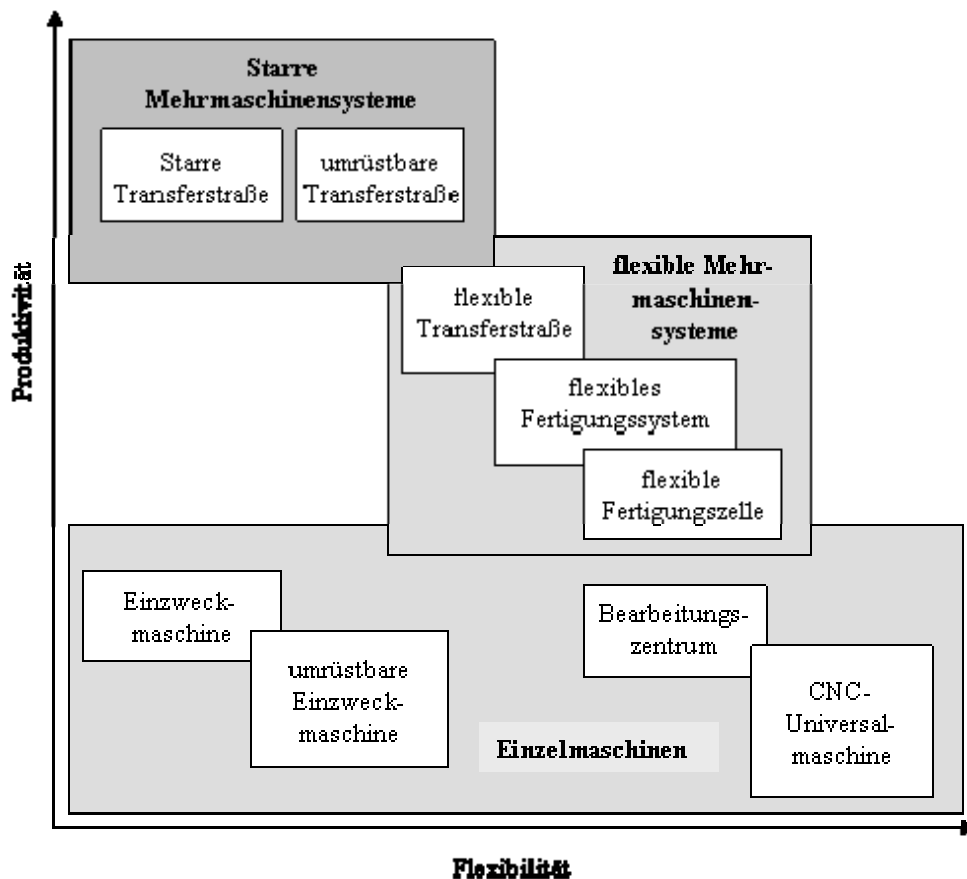 Starre
Mehrmaschinensysteme
Starre
Transferstraße
umrüstbare
Transferstraße
flexible Mehr-
maschinen-
systeme
flexible
Transferstraße
flexibles
Fertigungssystem
flexible
Fertigungszelle
Produktivität
Einzweck-
maschine
umrüstbare
Einzweck-
maschine
Bearbeitungs-
zentrum
CNC-
Universal-
maschine
Einzelmaschinen
Flexibilität